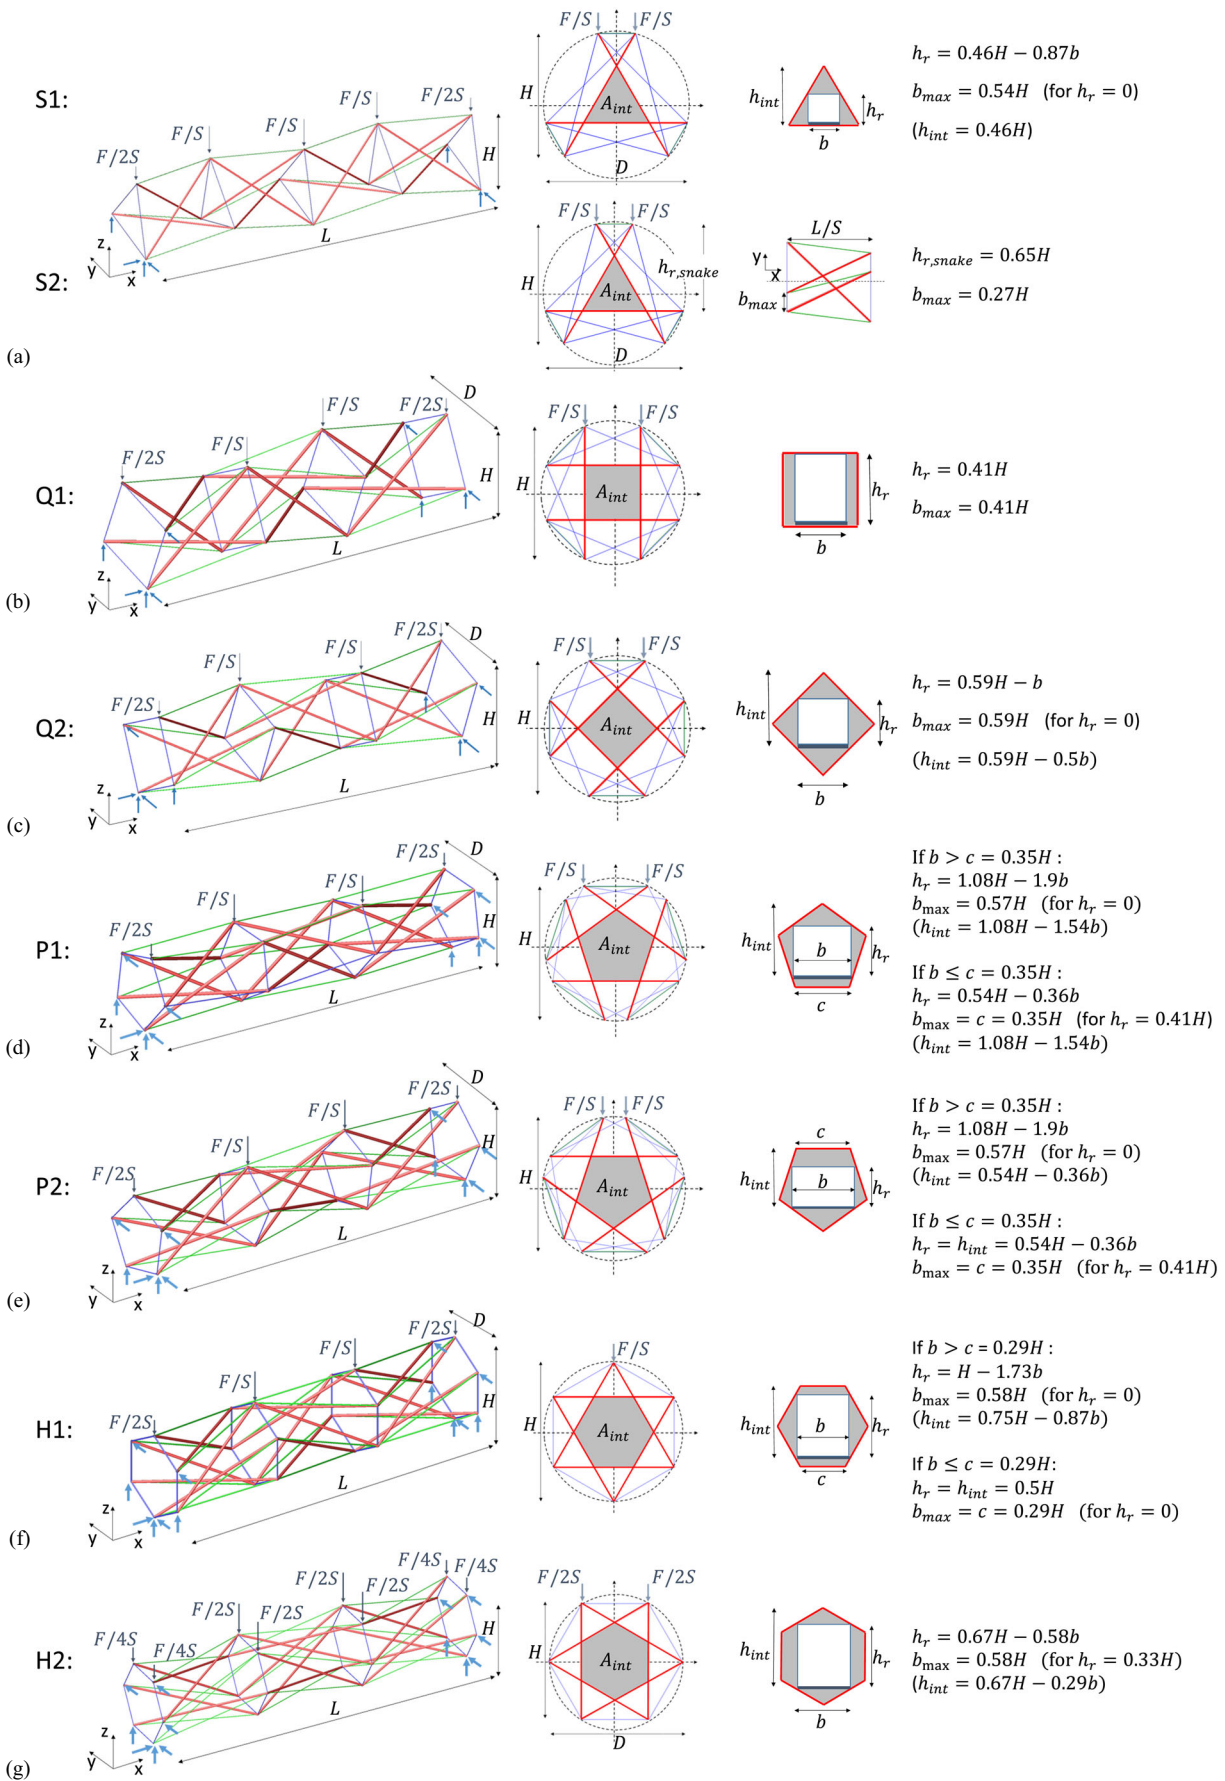 S1:
F/2S
F/S
F/S
F/S
F/2S
H
L
z
y
x
F/S F/S
H
A_int
D
h_int
h_r
b
h_r = 0.46H − 0.87b
b_max = 0.54H (for h_r = 0)
(h_int = 0.46H)
S2:
F/S F/S
H
A_int
h_r,snake
D
L/S
y
x
b_max
h_r,snake = 0.65H
b_max = 0.27H
(a)
Q1:
F/2S
F/S
F/S
F/2S
D
H
L
z
y
x
F/S F/S
H
A_int
h_r
b
h_r = 0.41H
b_max = 0.41H
(b)
Q2:
F/S
F/S
F/2S
D
F/2S
H
L
z
y
x
F/S F/S
H
A_int
h_int
h_r
b
h_r = 0.59H − b
b_max = 0.59H (for h_r = 0)
(h_int = 0.59H − 0.5b)
(c)
P1:
F/2S
F/S
F/S
F/2S
D
H
L
z
y
x
F/S F/S
H
A_int
h_int
b
h_r
c
If b > c = 0.35H :
h_r = 1.08H − 1.9b
b_max = 0.57H (for h_r = 0)
(h_int = 1.08H − 1.54b)
If b ≤ c = 0.35H :
h_r = 0.54H − 0.36b
b_max = c = 0.35H (for h_r = 0.41H)
(h_int = 1.08H − 1.54b)
(d)
P2:
F/2S
F/S
F/S
F/2S
D
H
L
z
y
x
F/S F/S
H
A_int
c
h_int
b
h_r
If b > c = 0.35H :
h_r = 1.08H − 1.9b
b_max = 0.57H (for h_r = 0)
(h_int = 0.54H − 0.36b)
If b ≤ c = 0.35H :
h_r = h_int = 0.54H − 0.36b
b_max = c = 0.35H (for h_r = 0.41H)
(e)
H1:
F/2S
F/S
F/S
F/2S
D
H
L
z
y
x
F/S
H
A_int
h_int
b
h_r
c
If b > c = 0.29H :
h_r = H − 1.73b
b_max = 0.58H (for h_r = 0)
(h_int = 0.75H − 0.87b)
If b ≤ c = 0.29H:
h_r = h_int = 0.5H
b_max = c = 0.29H (for h_r = 0)
(f)
H2:
F/4S
F/4S
F/2S
F/2S
F/2S
F/2S
F/4S
F/4S
H
L
z
y
x
F/2S F/2S
H
A_int
D
h_int
h_r
b
h_r = 0.67H − 0.58b
b_max = 0.58H (for h_r = 0.33H)
(h_int = 0.67H − 0.29b)
(g)